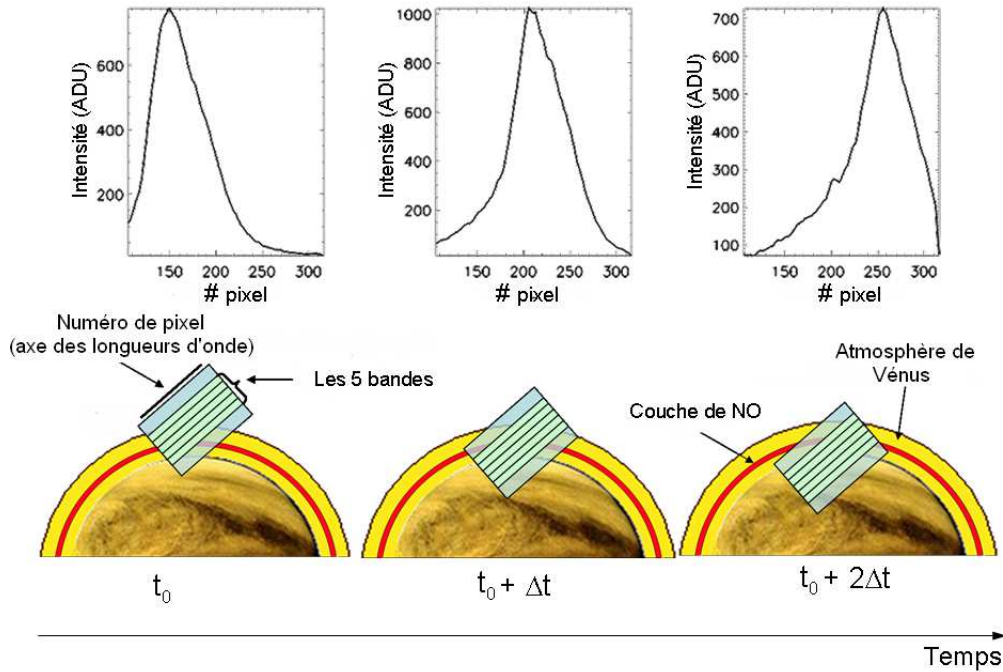 Intensité (ADU)
600
400
200
150 200 250 300
# pixel
Intensité (ADU)
1000
800
600
400
200
150 200 250 300
# pixel
Intensité (ADU)
700
600
500
400
300
200
100
150 200 250 300
# pixel
Numéro de pixel
(axe des longueurs d'onde)
Les 5 bandes
Couche de NO
Atmosphère de
Vénus
t0
t0 + Δt
t0 + 2Δt
Temps